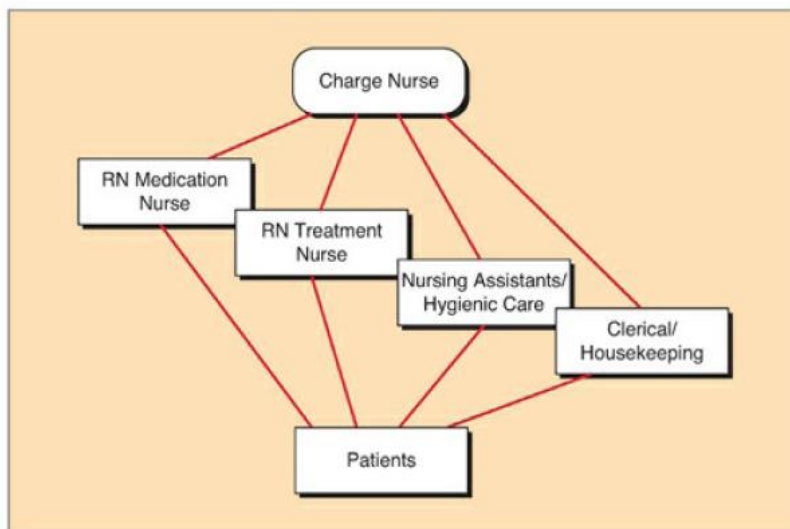 Charge Nurse
RN Medication
Nurse
RN Treatment
Nurse
Nursing Assistants/
Hygienic Care
Clerical/
Housekeeping
Patients